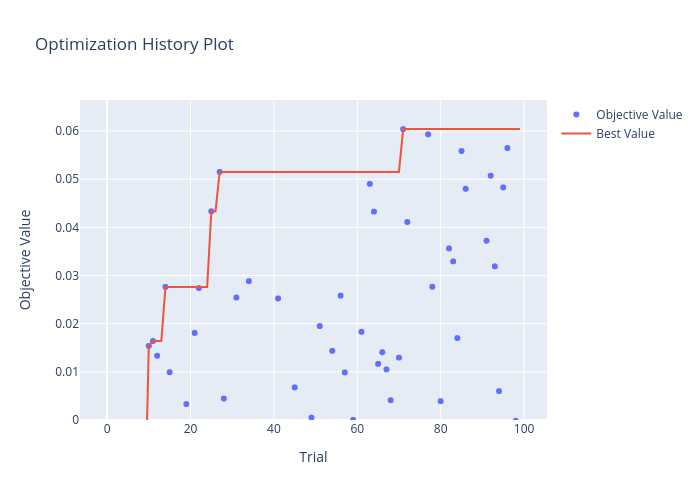 Optimization History Plot
Objective Value
Best Value
0.06
0.05
0.04
0.03
0.02
0.01
0
0 20 40 60 80 100
Objective Value
Trial